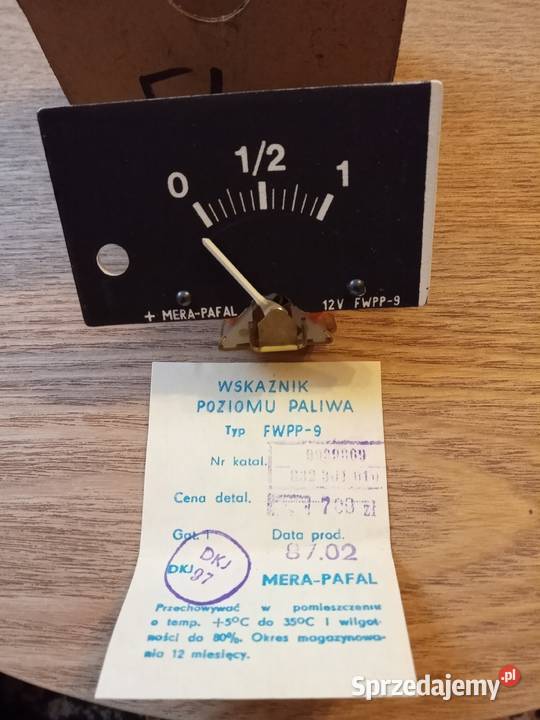 0 1/2 1
+ MERA-PAFAL 12V FWPP-9
WSKAŹNIK
POZIOMU PALIWA
Typ FWPP-9
Nr katal.
Cena detal.
Gat. I Data prod.
87.02
DKJ DKJ
97
MERA-PAFAL
Przechowywać w pomieszczeniu
o temp. +5°C do 35°C i wilgot-
ności do 80%. Okres magazynowa-
nia 12 miesięcy.
Sprzedajemy.pl